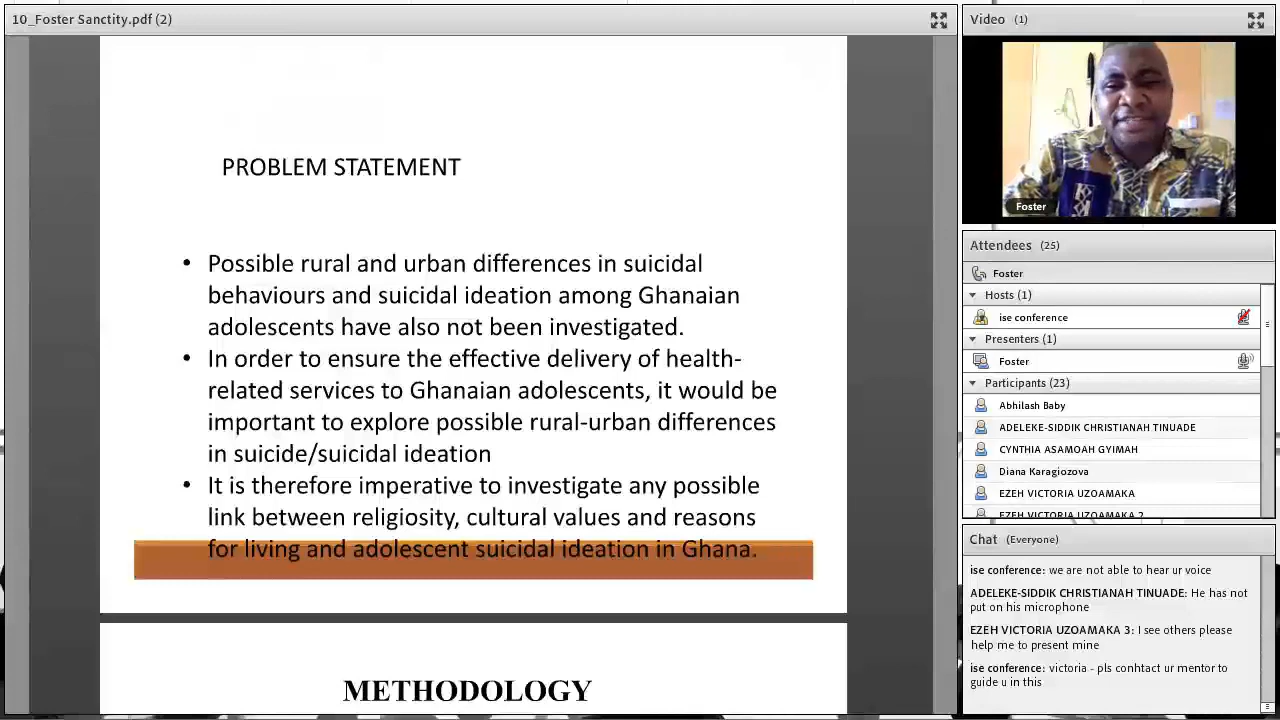 10_Foster Sanctity.pdf (2)
PROBLEM STATEMENT
• Possible rural and urban differences in suicidal
behaviours and suicidal ideation among Ghanaian
adolescents have also not been investigated.
• In order to ensure the effective delivery of health-
related services to Ghanaian adolescents, it would be
important to explore possible rural-urban differences
in suicide/suicidal ideation
• It is therefore imperative to investigate any possible
link between religiosity, cultural values and reasons
for living and adolescent suicidal ideation in Ghana.
METHODOLOGY
Video (1)
Foster
Attendees (25)
Foster
Hosts (1)
ise conference
Presenters (1)
Foster
Participants (23)
Abhilash Baby
ADELEKE-SIDDIK CHRISTIANAH TINUADE
CYNTHIA ASAMOAH GYIMAH
Diana Karagiozova
EZEH VICTORIA UZOAMAKA
EZEH VICTORIA UZOAMAKA 2
Chat (Everyone)
ise conference: we are not able to hear ur voice
ADELEKE-SIDDIK CHRISTIANAH TINUADE: He has not
put on his microphone
EZEH VICTORIA UZOAMAKA 3: I see others please
help me to present mine
ise conference: victoria - pls conhtact ur mentor to
guide u in this